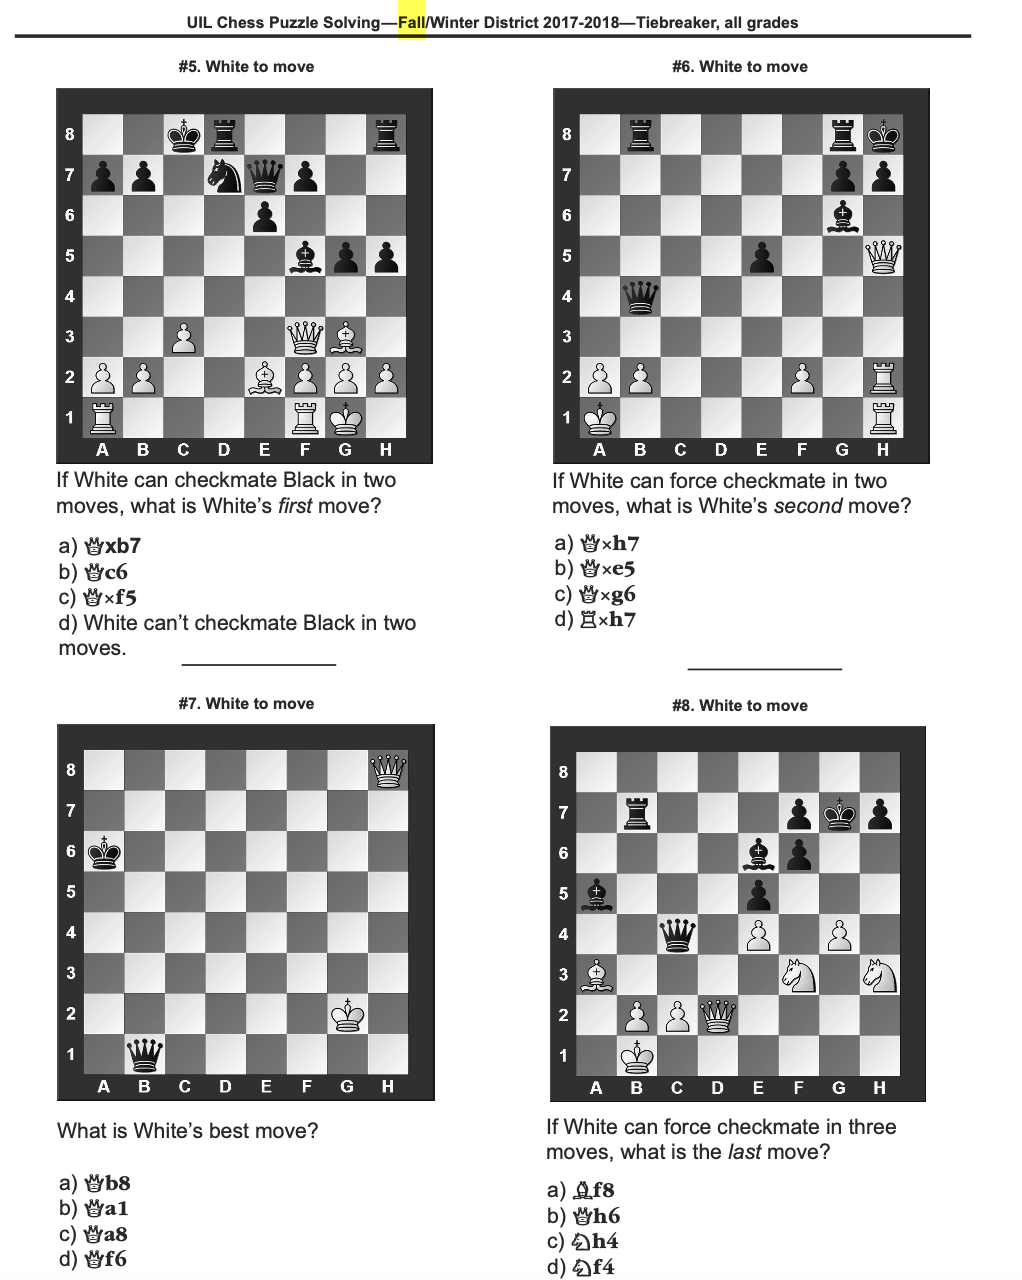 UIL Chess Puzzle Solving—Fall/Winter District 2017-2018—Tiebreaker, all grades
#5. White to move
8
7
6
5
4
3
2
1
A B C D E F G H
If White can checkmate Black in two
moves, what is White's first move?
a) ♕xb7
b) ♕c6
c) ♕×f5
d) White can't checkmate Black in two
moves.
#6. White to move
8
7
6
5
4
3
2
1
A B C D E F G H
If White can force checkmate in two
moves, what is White's second move?
a) ♕×h7
b) ♕×e5
c) ♕×g6
d) ♖×h7
#7. White to move
8
7
6
5
4
3
2
1
A B C D E F G H
What is White's best move?
a) ♕b8
b) ♕a1
c) ♕a8
d) ♕f6
#8. White to move
8
7
6
5
4
3
2
1
A B C D E F G H
If White can force checkmate in three
moves, what is the last move?
a) ♗f8
b) ♕h6
c) ♘h4
d) ♘f4